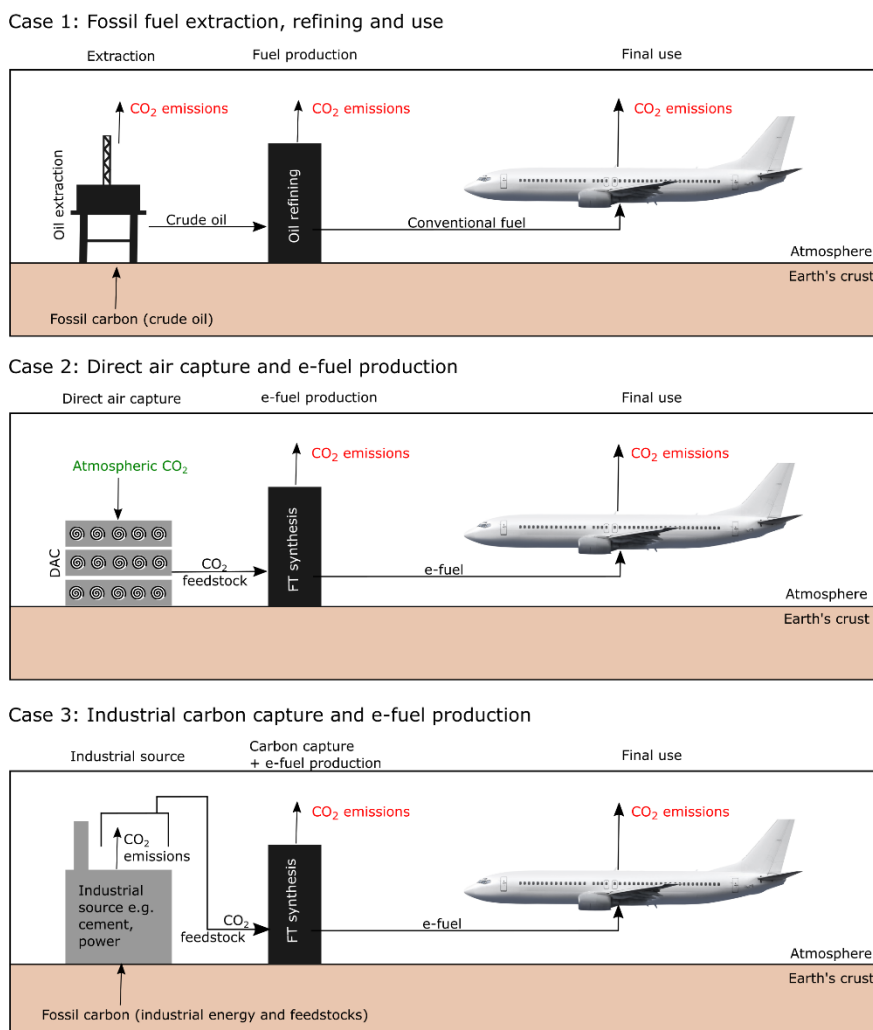 Case 1: Fossil fuel extraction, refining and use
Extraction
Fuel production
Final use
CO₂ emissions
CO₂ emissions
CO₂ emissions
Oil extraction
Crude oil
Oil refining
Conventional fuel
Atmosphere
Earth's crust
Fossil carbon (crude oil)
Case 2: Direct air capture and e-fuel production
Direct air capture
e-fuel production
Final use
Atmospheric CO₂
CO₂ emissions
CO₂ emissions
DAC
CO₂
feedstock
FT synthesis
e-fuel
Atmosphere
Earth's crust
Case 3: Industrial carbon capture and e-fuel production
Industrial source
Carbon capture
+ e-fuel production
Final use
CO₂ emissions
CO₂ emissions
CO₂
emissions
Industrial
source e.g.
cement,
power
CO₂
feedstock
FT synthesis
e-fuel
Atmosphere
Earth's crust
Fossil carbon (industrial energy and feedstocks)